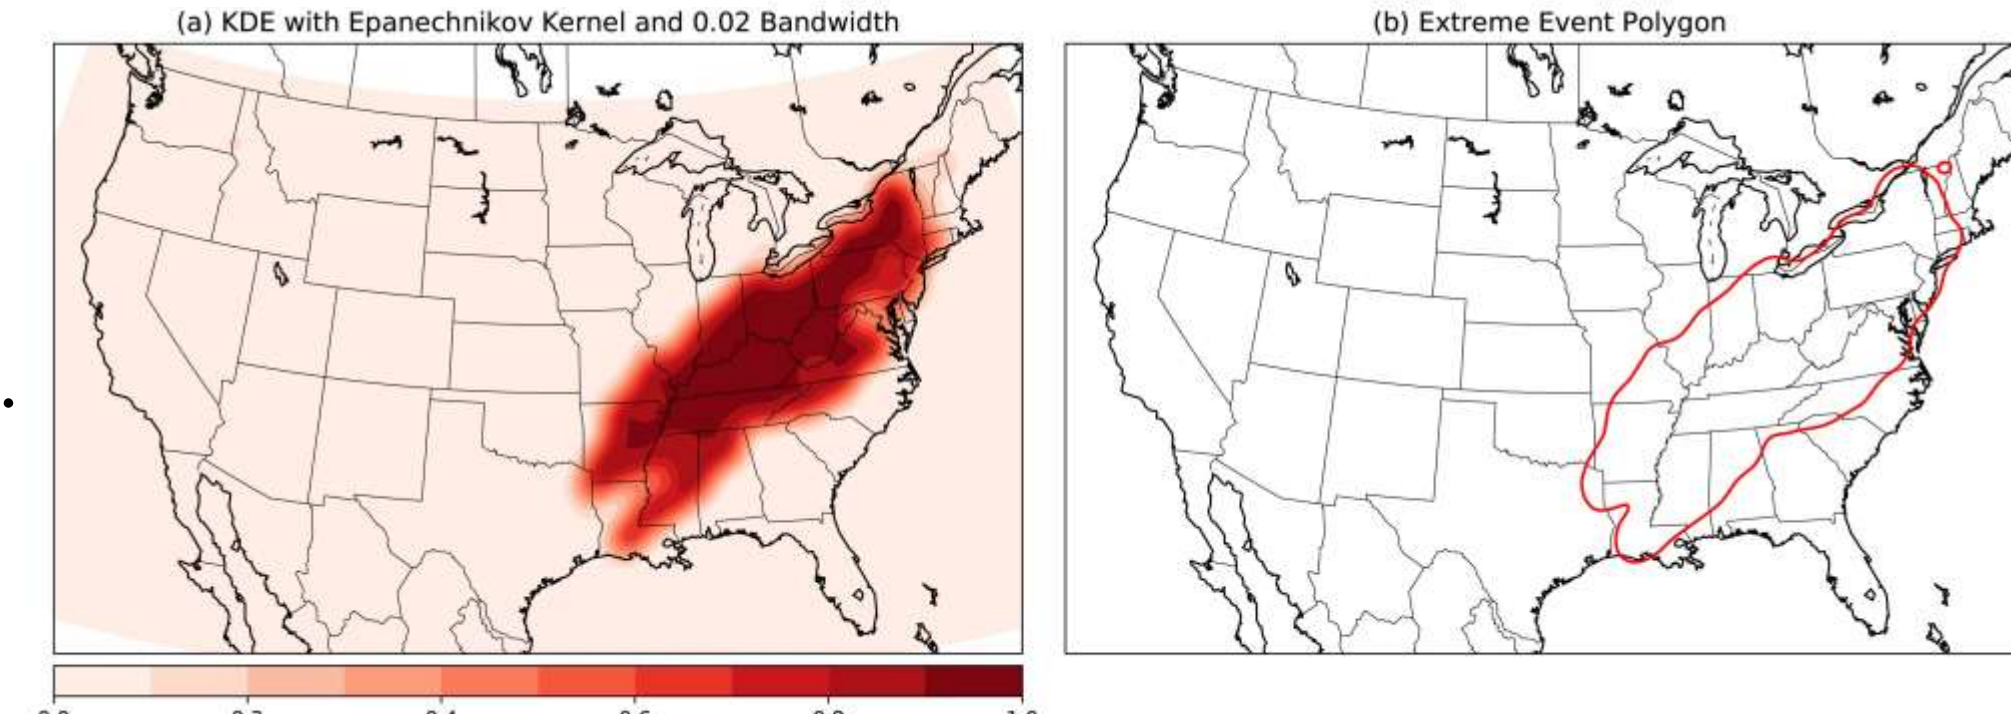 (a) KDE with Epanechnikov Kernel and 0.02 Bandwidth
(b) Extreme Event Polygon